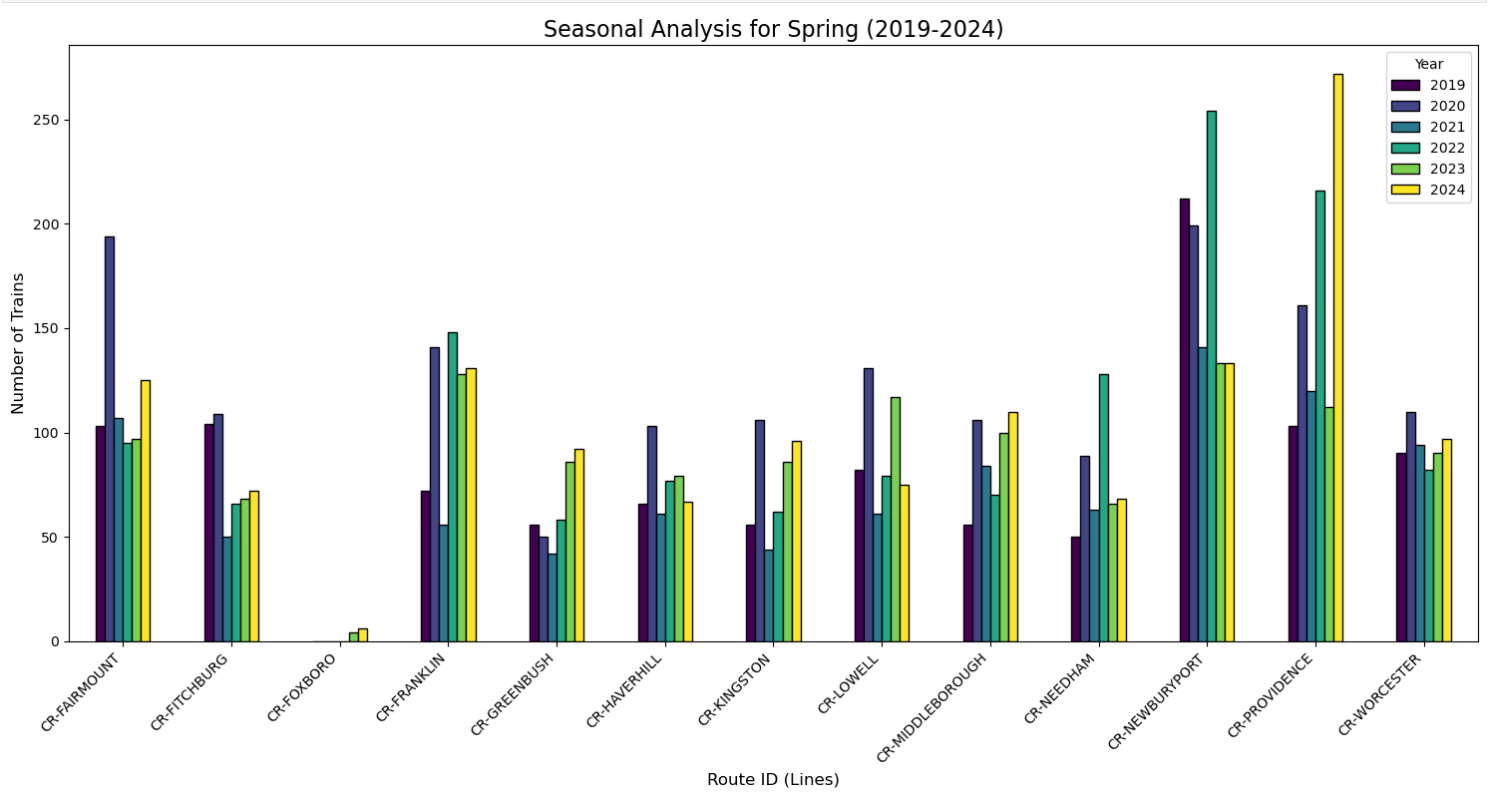 Seasonal Analysis for Spring (2019-2024)
Year
2019
2020
2021
2022
2023
2024
Number of Trains
250
200
150
100
50
0
CR-FAIRMOUNT
CR-FITCHBURG
CR-FOXBORO
CR-FRANKLIN
CR-GREENBUSH
CR-HAVERHILL
CR-KINGSTON
CR-LOWELL
CR-MIDDLEBOROUGH
CR-NEEDHAM
CR-NEWBURYPORT
CR-PROVIDENCE
CR-WORCESTER
Route ID (Lines)